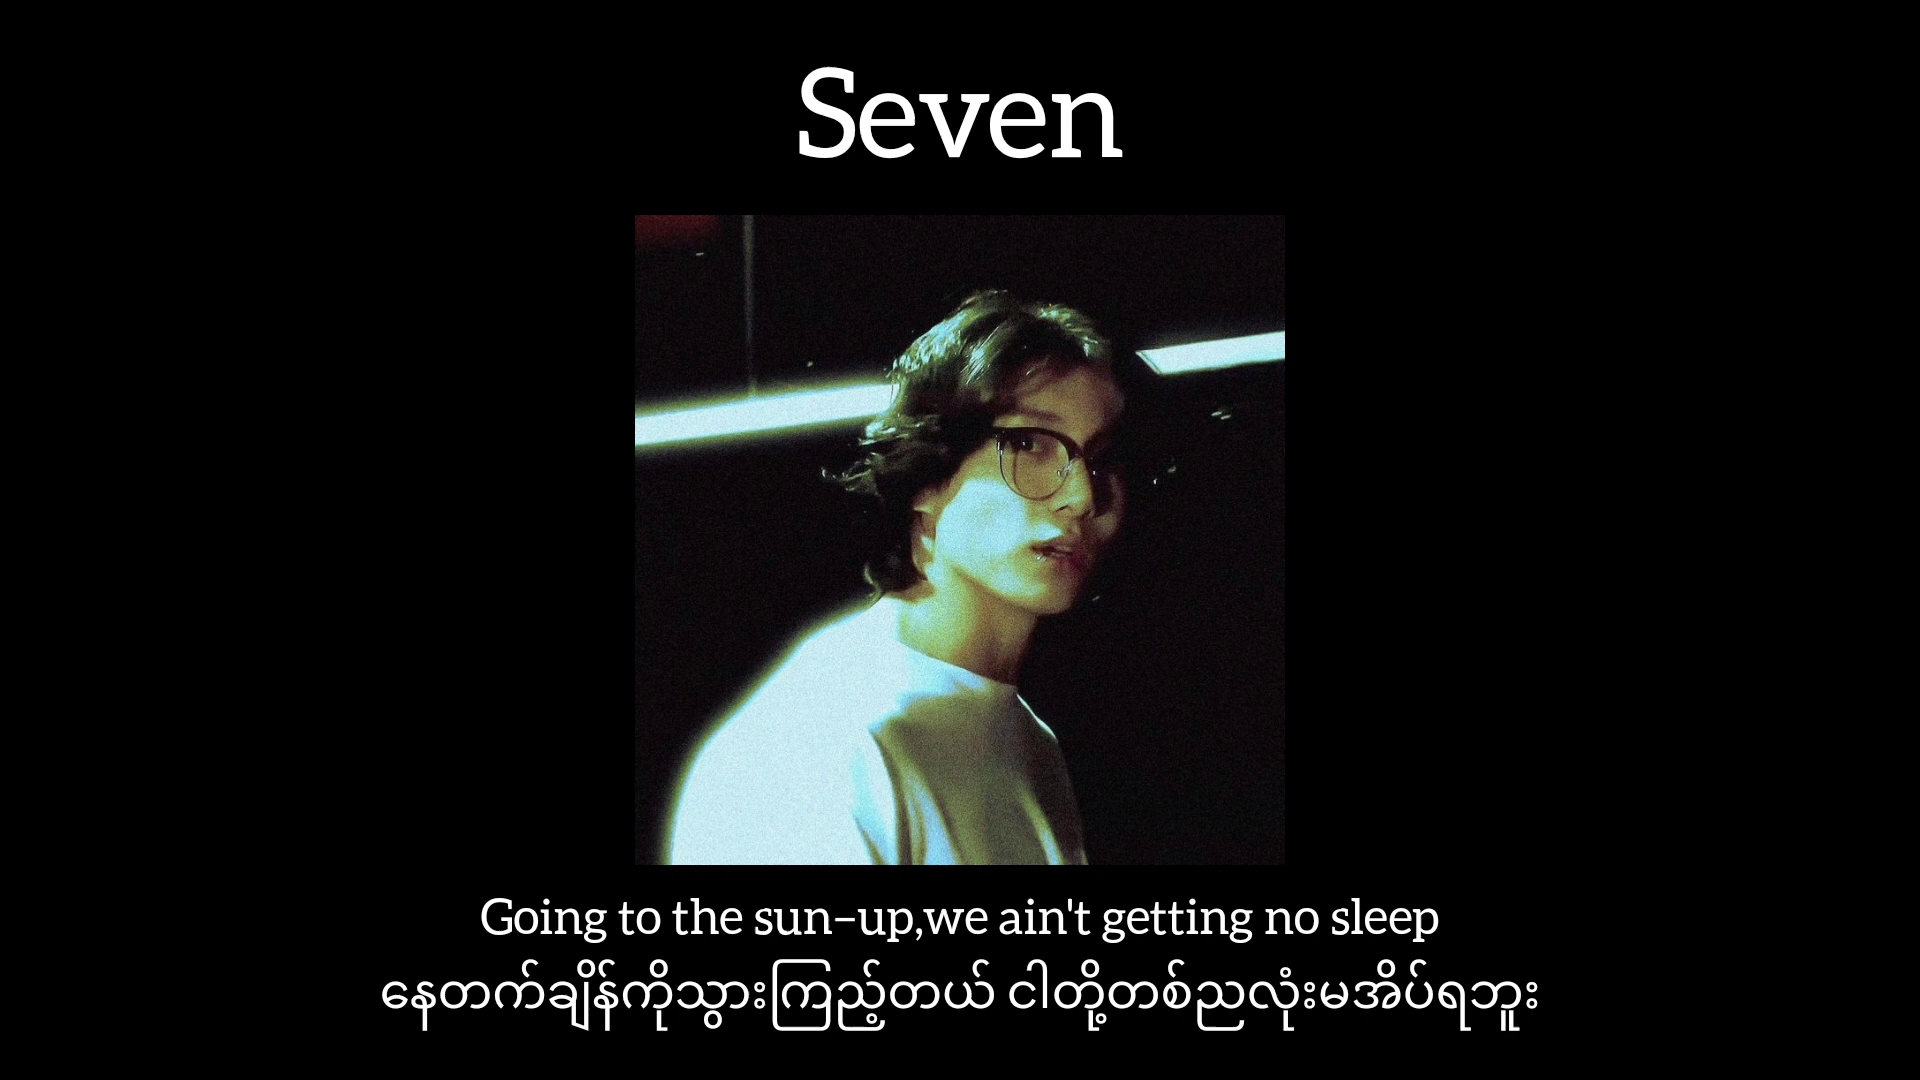 Seven
Going to the sun-up,we ain't getting no sleep
နေတက်ချိန်ကိုသွားကြည့်တယ် ငါတို့တစ်ညလုံးမအိပ်ရဘူး